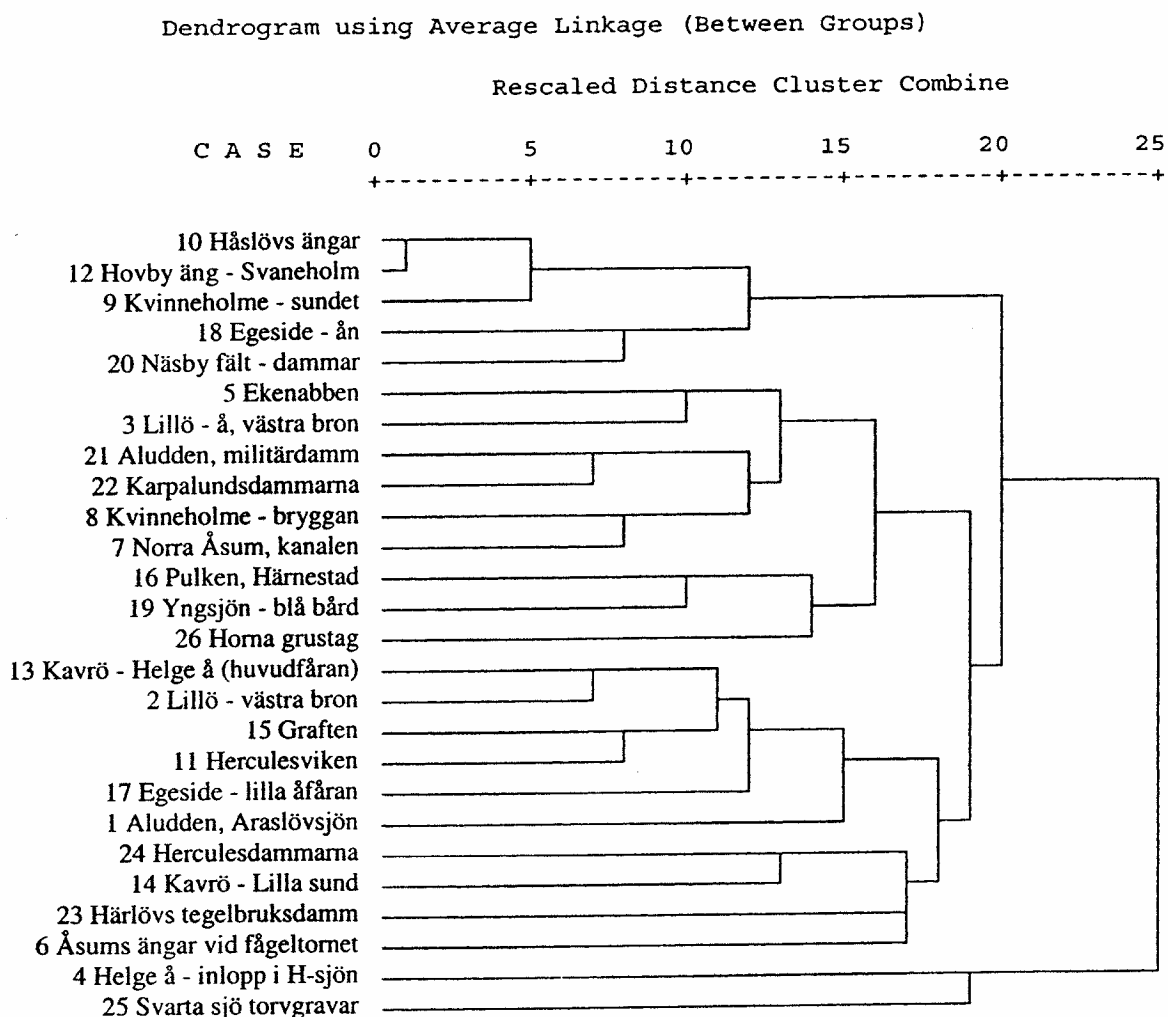 Dendrogram using Average Linkage (Between Groups)
Rescaled Distance Cluster Combine
C A S E 0 5 10 15 20 25
+---------+---------+---------+---------+---------+
10 Håslövs ängar
12 Hovby äng - Svaneholm
9 Kvinneholme - sundet
18 Egeside - ån
20 Näsby fält - dammar
5 Ekenabben
3 Lillö - å, västra bron
21 Aludden, militärdamm
22 Karpalundsdammarna
8 Kvinneholme - bryggan
7 Norra Åsum, kanalen
16 Pulken, Härnestad
19 Yngsjön - blå bård
26 Horna grustag
13 Kavrö - Helge å (huvudfåran)
2 Lillö - västra bron
15 Graften
11 Herculesviken
17 Egeside - lilla åfåran
1 Aludden, Araslövsjön
24 Herculesdammarna
14 Kavrö - Lilla sund
23 Härlövs tegelbruksdamm
6 Åsums ängar vid fågeltornet
4 Helge å - inlopp i H-sjön
25 Svarta sjö torvgravar